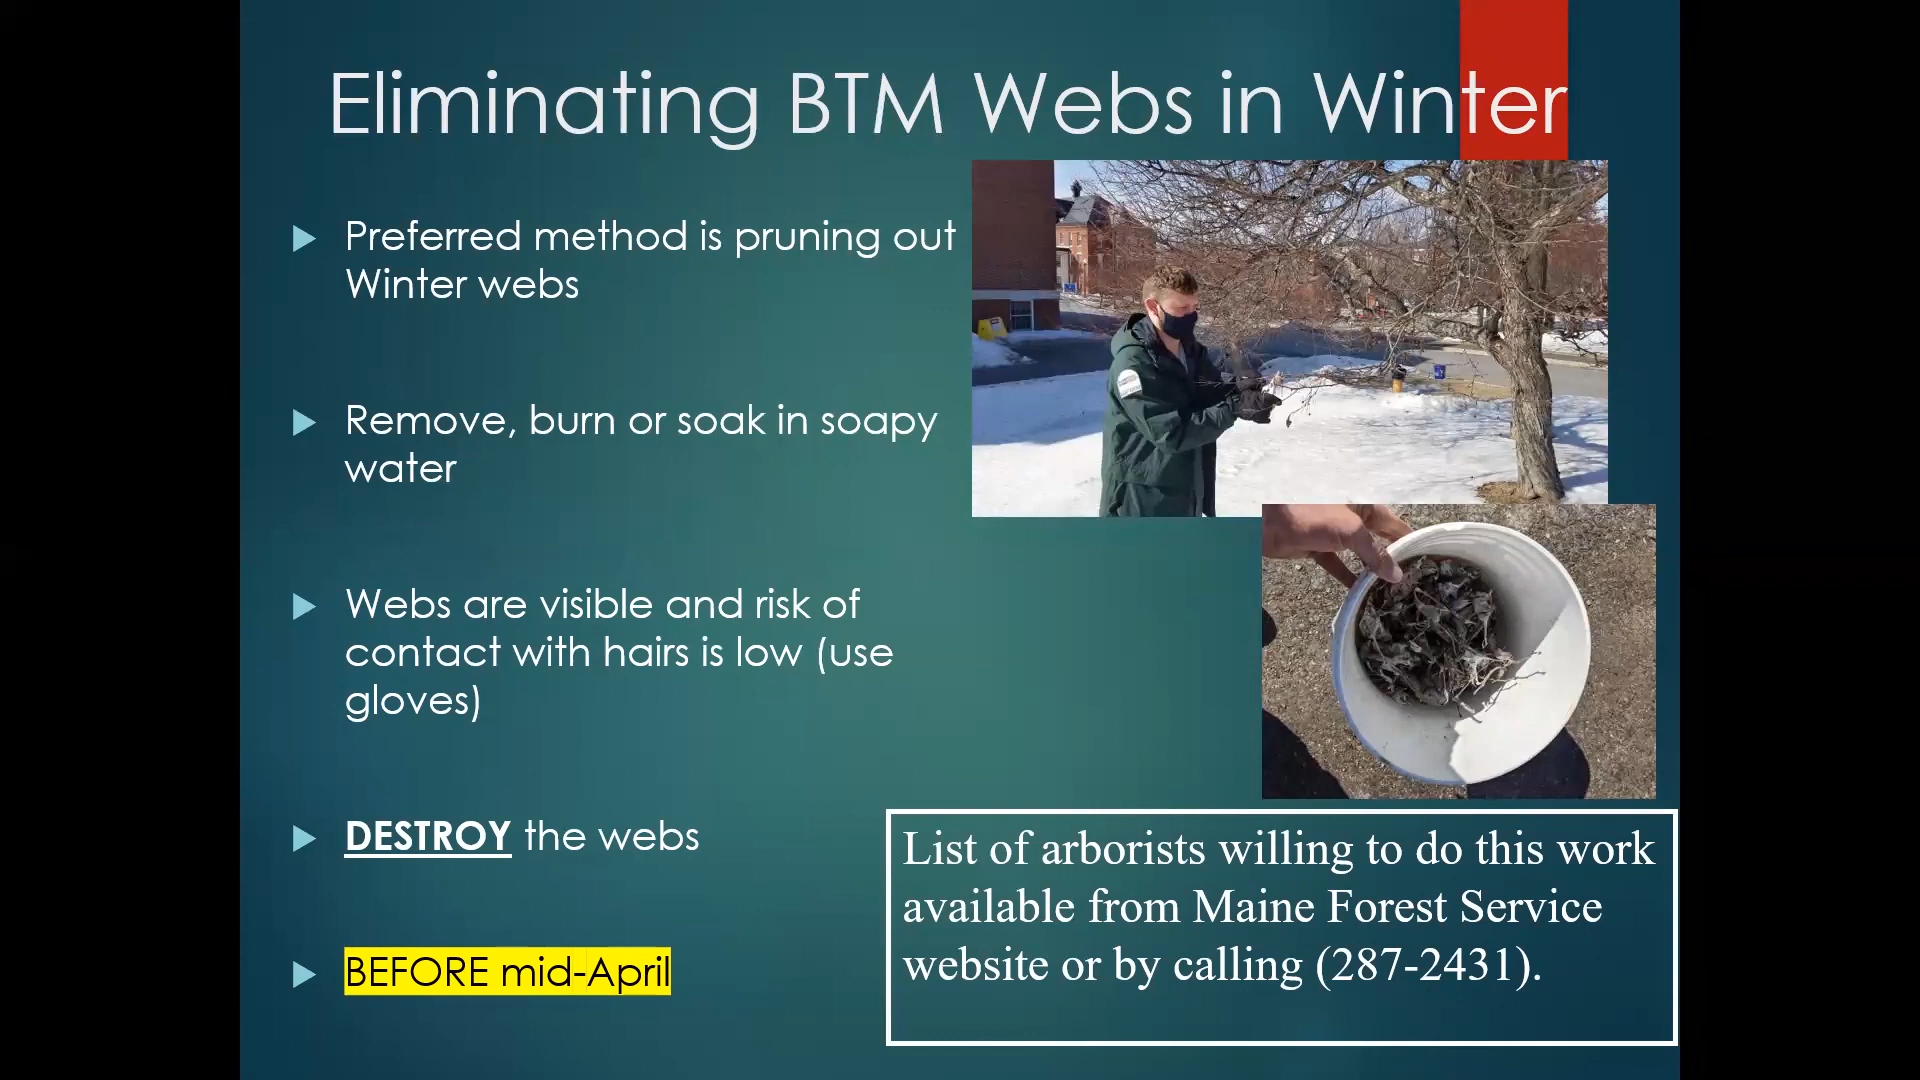 Eliminating BTM Webs in Winter
Preferred method is pruning out
Winter webs
Remove, burn or soak in soapy
water
Webs are visible and risk of
contact with hairs is low (use
gloves)
DESTROY the webs
BEFORE mid-April
List of arborists willing to do this work
available from Maine Forest Service
website or by calling (287-2431).